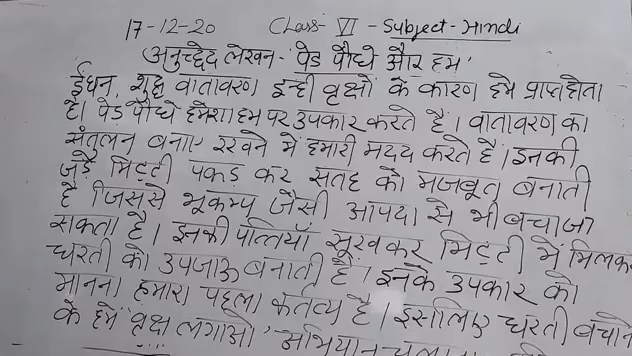 17-12-20 Class- VI - Subject - Hindi
अनुच्छेद लेखन - 'पेड पौधे और हम'
ईंधन, शुद्ध वातावरण इन्ही वृक्षों के कारण हमे प्राप्त होता
है। पेड पौधे हमेशा हम पर उपकार करते हैं। वातावरण का
संतुलन बनाए रखने में हमारी मदद करते है। इनकी
जड़ें मिट्टी पकड़ कर सतह को मजबूत बनाती
है जिससे भूकम्प जैसी आपदा से भी बचा जा
सकता है। इनकी पत्तियाँ सूखकर मिट्टी में मिलकर
धरती को उपजाऊ बनाती है। इनके उपकार को
मानना हमारा पहला कर्तव्य है। इसलिए धरती बचाने
के हमें 'वृक्ष लगाओ' अभियान चलाना